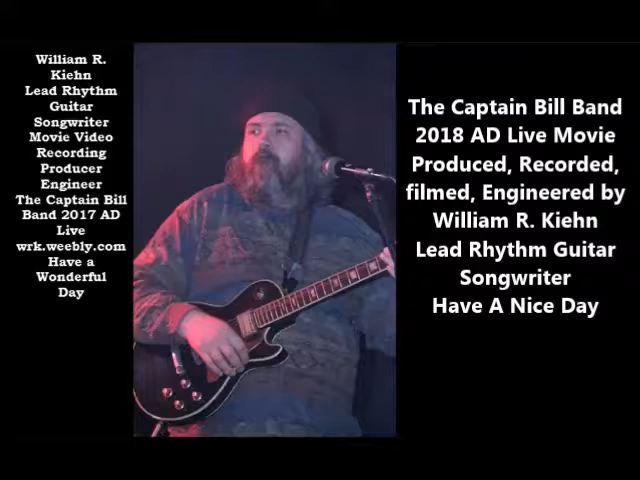 William R.
Kiehn
Lead Rhythm
Guitar
Songwriter
Movie Video
Recording
Producer
Engineer
The Captain Bill
Band 2017 AD
Live
wrk.weebly.com
Have a
Wonderful
Day
The Captain Bill Band
2018 AD Live Movie
Produced, Recorded,
filmed, Engineered by
William R. Kiehn
Lead Rhythm Guitar
Songwriter
Have A Nice Day